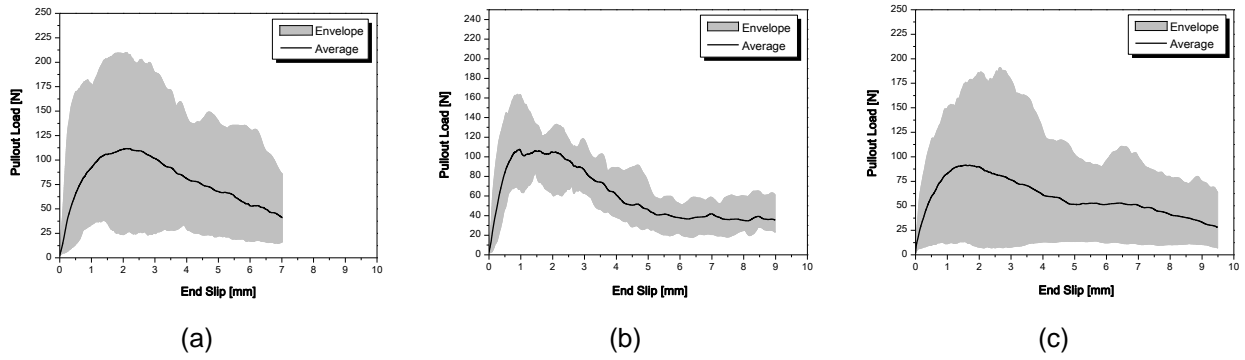 250
225
200
175
150
125
100
75
50
25
0
Pullout Load [N]
0 1 2 3 4 5 6 7 8 9 10
End Slip [mm]
Envelope
Average
(a)
250
240
220
200
180
160
140
120
100
80
60
40
20
0
Pullout Load [N]
0 1 2 3 4 5 6 7 8 9 10
End Slip [mm]
Envelope
Average
(b)
250
225
200
175
150
125
100
75
50
25
0
Pullout Load [N]
0 1 2 3 4 5 6 7 8 9 10
End Slip [mm]
Envelope
Average
(c)